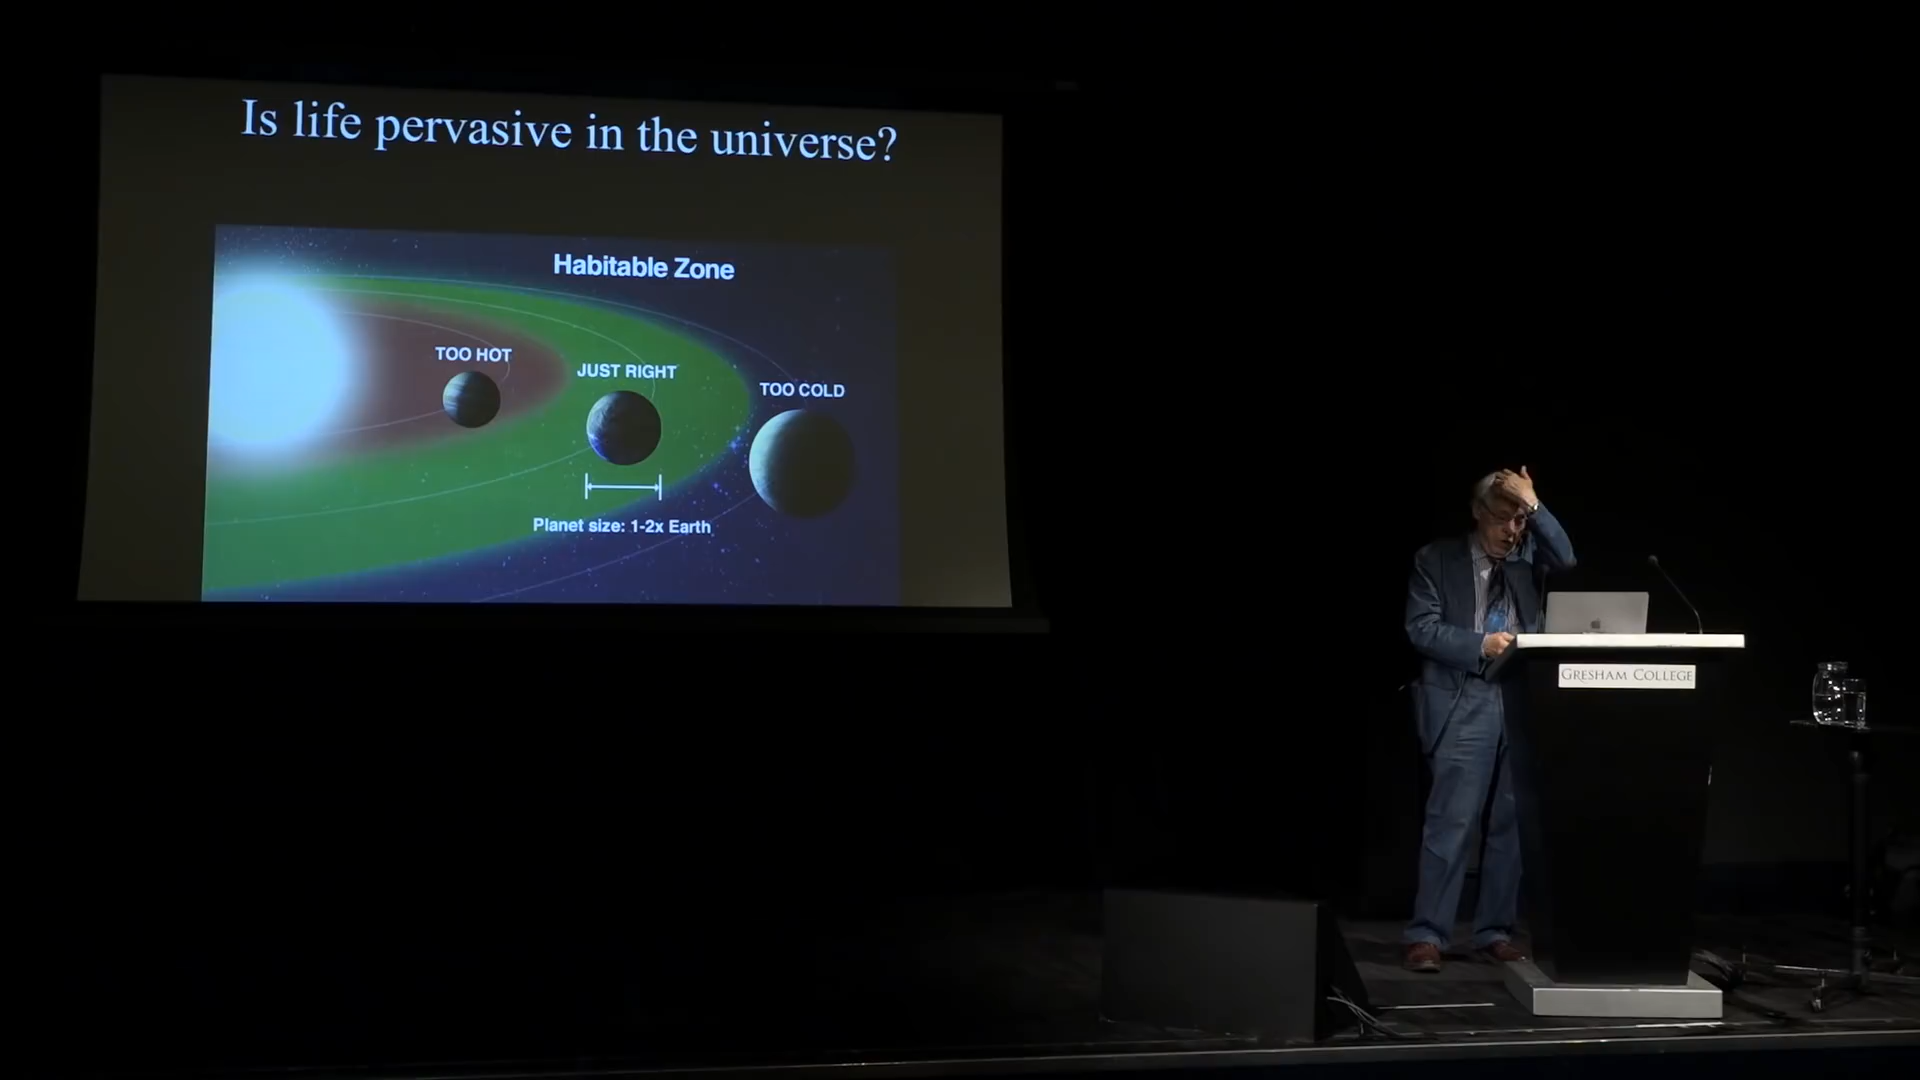 Is life pervasive in the universe?
Habitable Zone
TOO HOT
JUST RIGHT
TOO COLD
Planet size: 1-2x Earth
GRESHAM COLLEGE